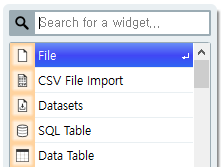 Search for a widget...
File
CSV File Import
Datasets
SQL Table
Data Table